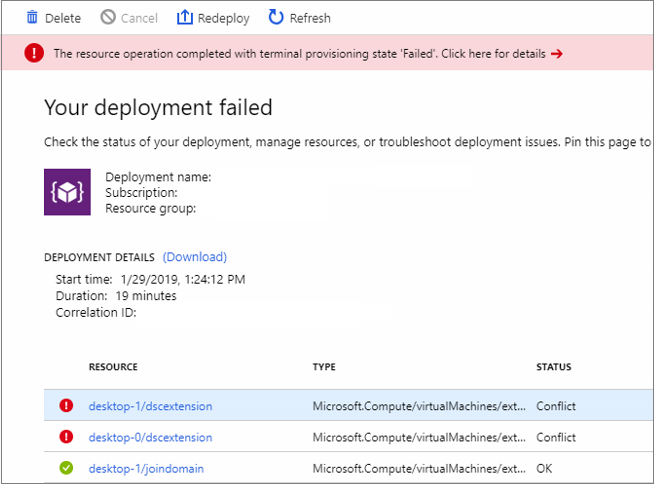 Delete Cancel Redeploy Refresh
The resource operation completed with terminal provisioning state 'Failed'. Click here for details →
Your deployment failed
Check the status of your deployment, manage resources, or troubleshoot deployment issues. Pin this page to
Deployment name:
Subscription:
Resource group:
DEPLOYMENT DETAILS (Download)
Start time: 1/29/2019, 1:24:12 PM
Duration: 19 minutes
Correlation ID:
RESOURCE TYPE STATUS
desktop-1/dscextension Microsoft.Compute/virtualMachines/ext... Conflict
desktop-0/dscextension Microsoft.Compute/virtualMachines/ext... Conflict
desktop-1/joindomain Microsoft.Compute/virtualMachines/ext... OK